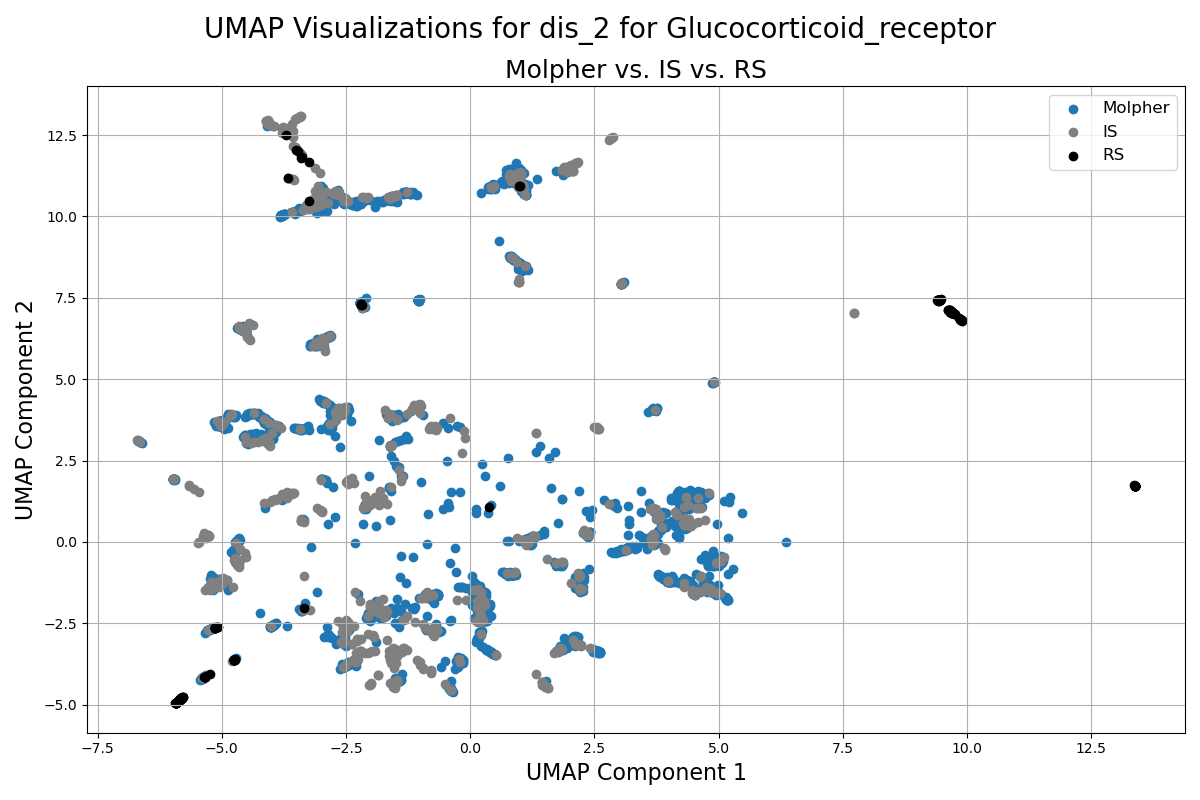 UMAP Visualizations for dis_2 for Glucocorticoid_receptor
Molpher vs. IS vs. RS
Molpher
IS
RS
12.5
10.0
7.5
5.0
2.5
0.0
−2.5
−5.0
UMAP Component 2
−7.5 −5.0 −2.5 0.0 2.5 5.0 7.5 10.0 12.5
UMAP Component 1